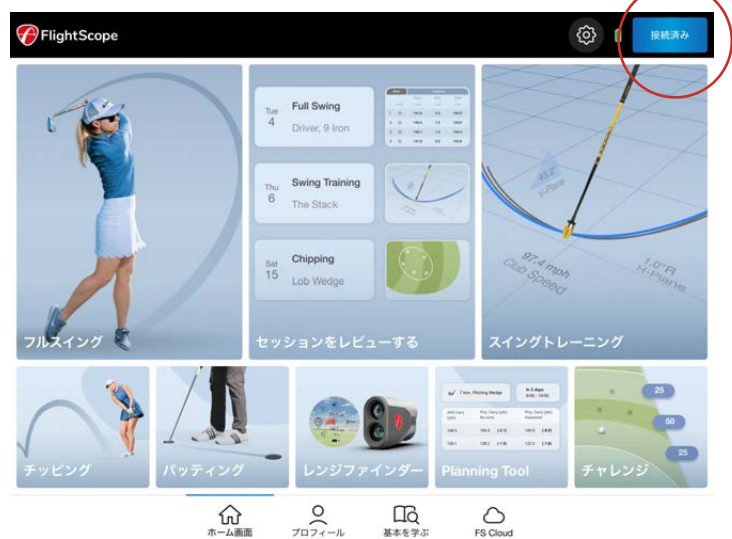 FlightScope
接続済み
フルスイング
Tue
4
Full Swing
Driver, 9 Iron
Thu
6
Swing Training
The Stack
Sat
15
Chipping
Lob Wedge
セッションをレビューする
45.2°
V-Plane
97.4 mph
Club Speed
1.0°R
H-Plane
スイングトレーニング
チッピング
パッティング
レンジファインダー
7 Iron, Pitching Wedge
In 2 days
9:00 - 10:00
Planning Tool
25
50
25
チャレンジ
ホーム画面
プロフィール
基本を学ぶ
FS Cloud